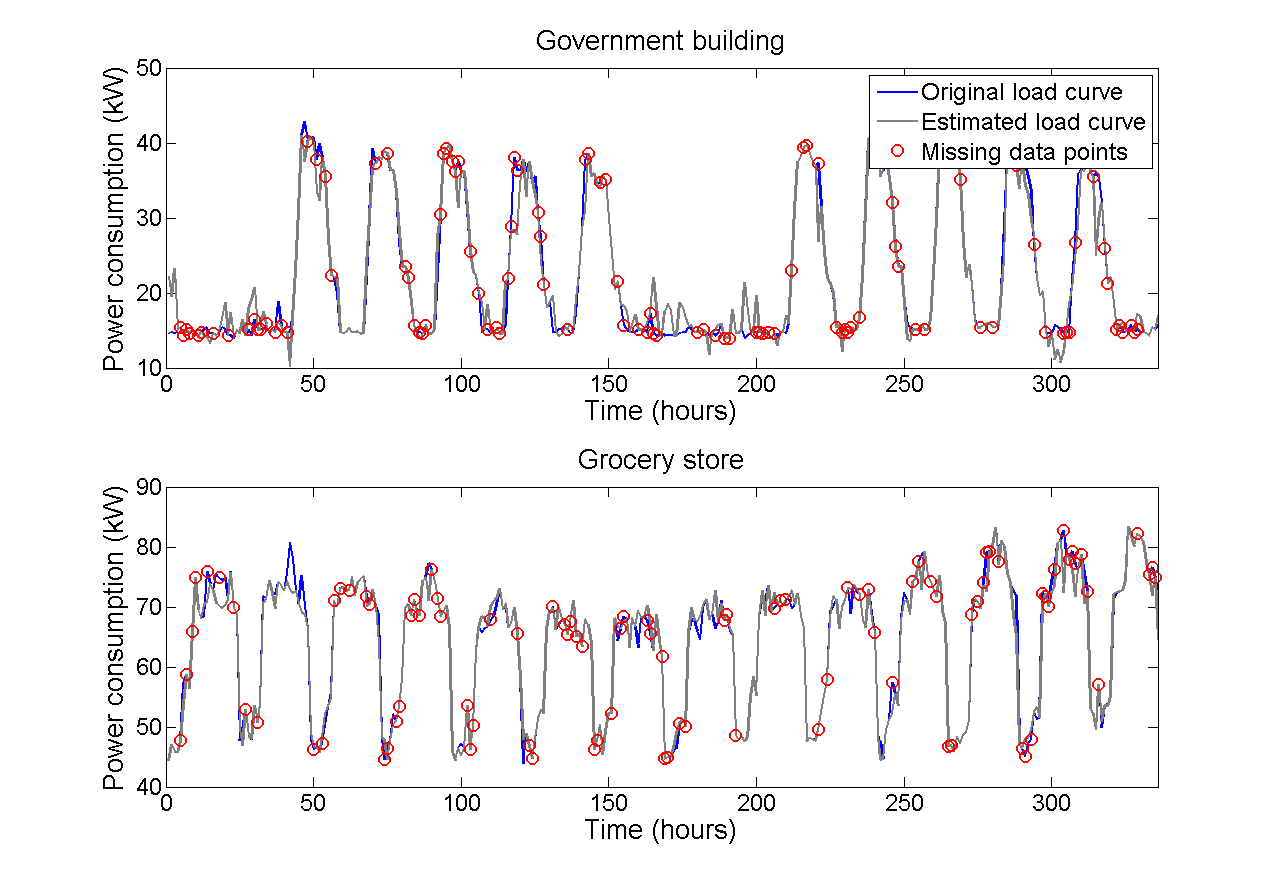 Government building
50
40
30
20
10
Power consumption (kW)
Original load curve
Estimated load curve
Missing data points
0 50 100 150 200 250 300
Time (hours)
Grocery store
90
80
70
60
50
40
Power consumption (kW)
0 50 100 150 200 250 300
Time (hours)